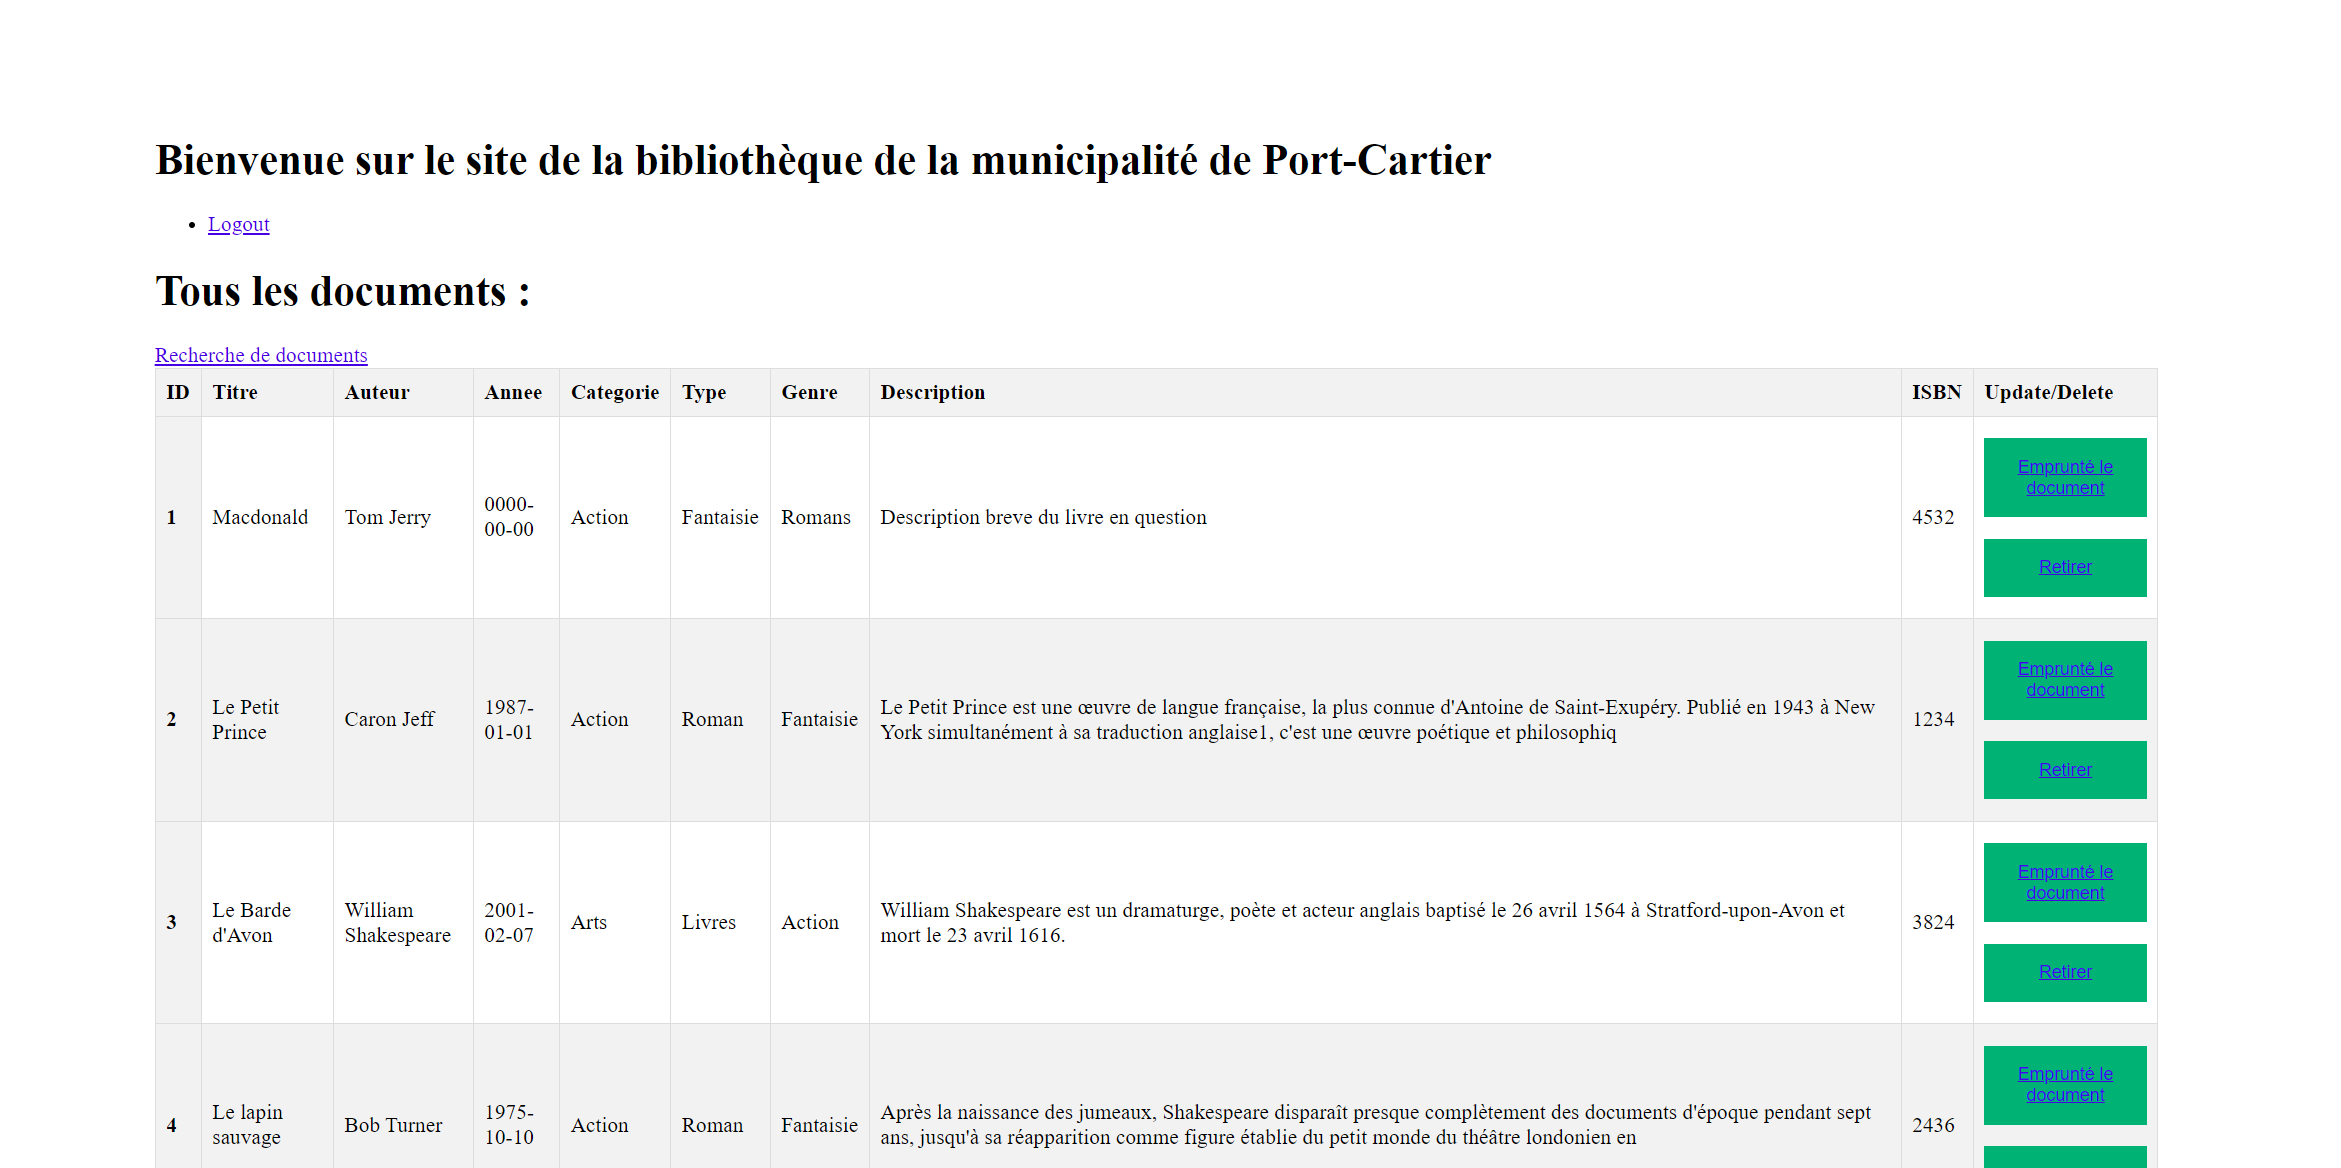 Bienvenue sur le site de la bibliothèque de la municipalité de Port-Cartier
Logout
Tous les documents :
Recherche de documents
ID Titre Auteur Annee Categorie Type Genre Description ISBN Update/Delete
1 Macdonald Tom Jerry 0000-
00-00 Action Fantaisie Romans Description breve du livre en question 4532 Emprunté le
document
Retirer
2 Le Petit
Prince Caron Jeff 1987-
01-01 Action Roman Fantaisie Le Petit Prince est une œuvre de langue française, la plus connue d'Antoine de Saint-Exupéry. Publié en 1943 à New
York simultanément à sa traduction anglaise1, c'est une œuvre poétique et philosophiq 1234 Emprunté le
document
Retirer
3 Le Barde
d'Avon William
Shakespeare 2001-
02-07 Arts Livres Action William Shakespeare est un dramaturge, poète et acteur anglais baptisé le 26 avril 1564 à Stratford-upon-Avon et
mort le 23 avril 1616. 3824 Emprunté le
document
Retirer
4 Le lapin
sauvage Bob Turner 1975-
10-10 Action Roman Fantaisie Après la naissance des jumeaux, Shakespeare disparaît presque complètement des documents d'époque pendant sept
ans, jusqu'à sa réapparition comme figure établie du petit monde du théâtre londonien en 2436 Emprunté le
document